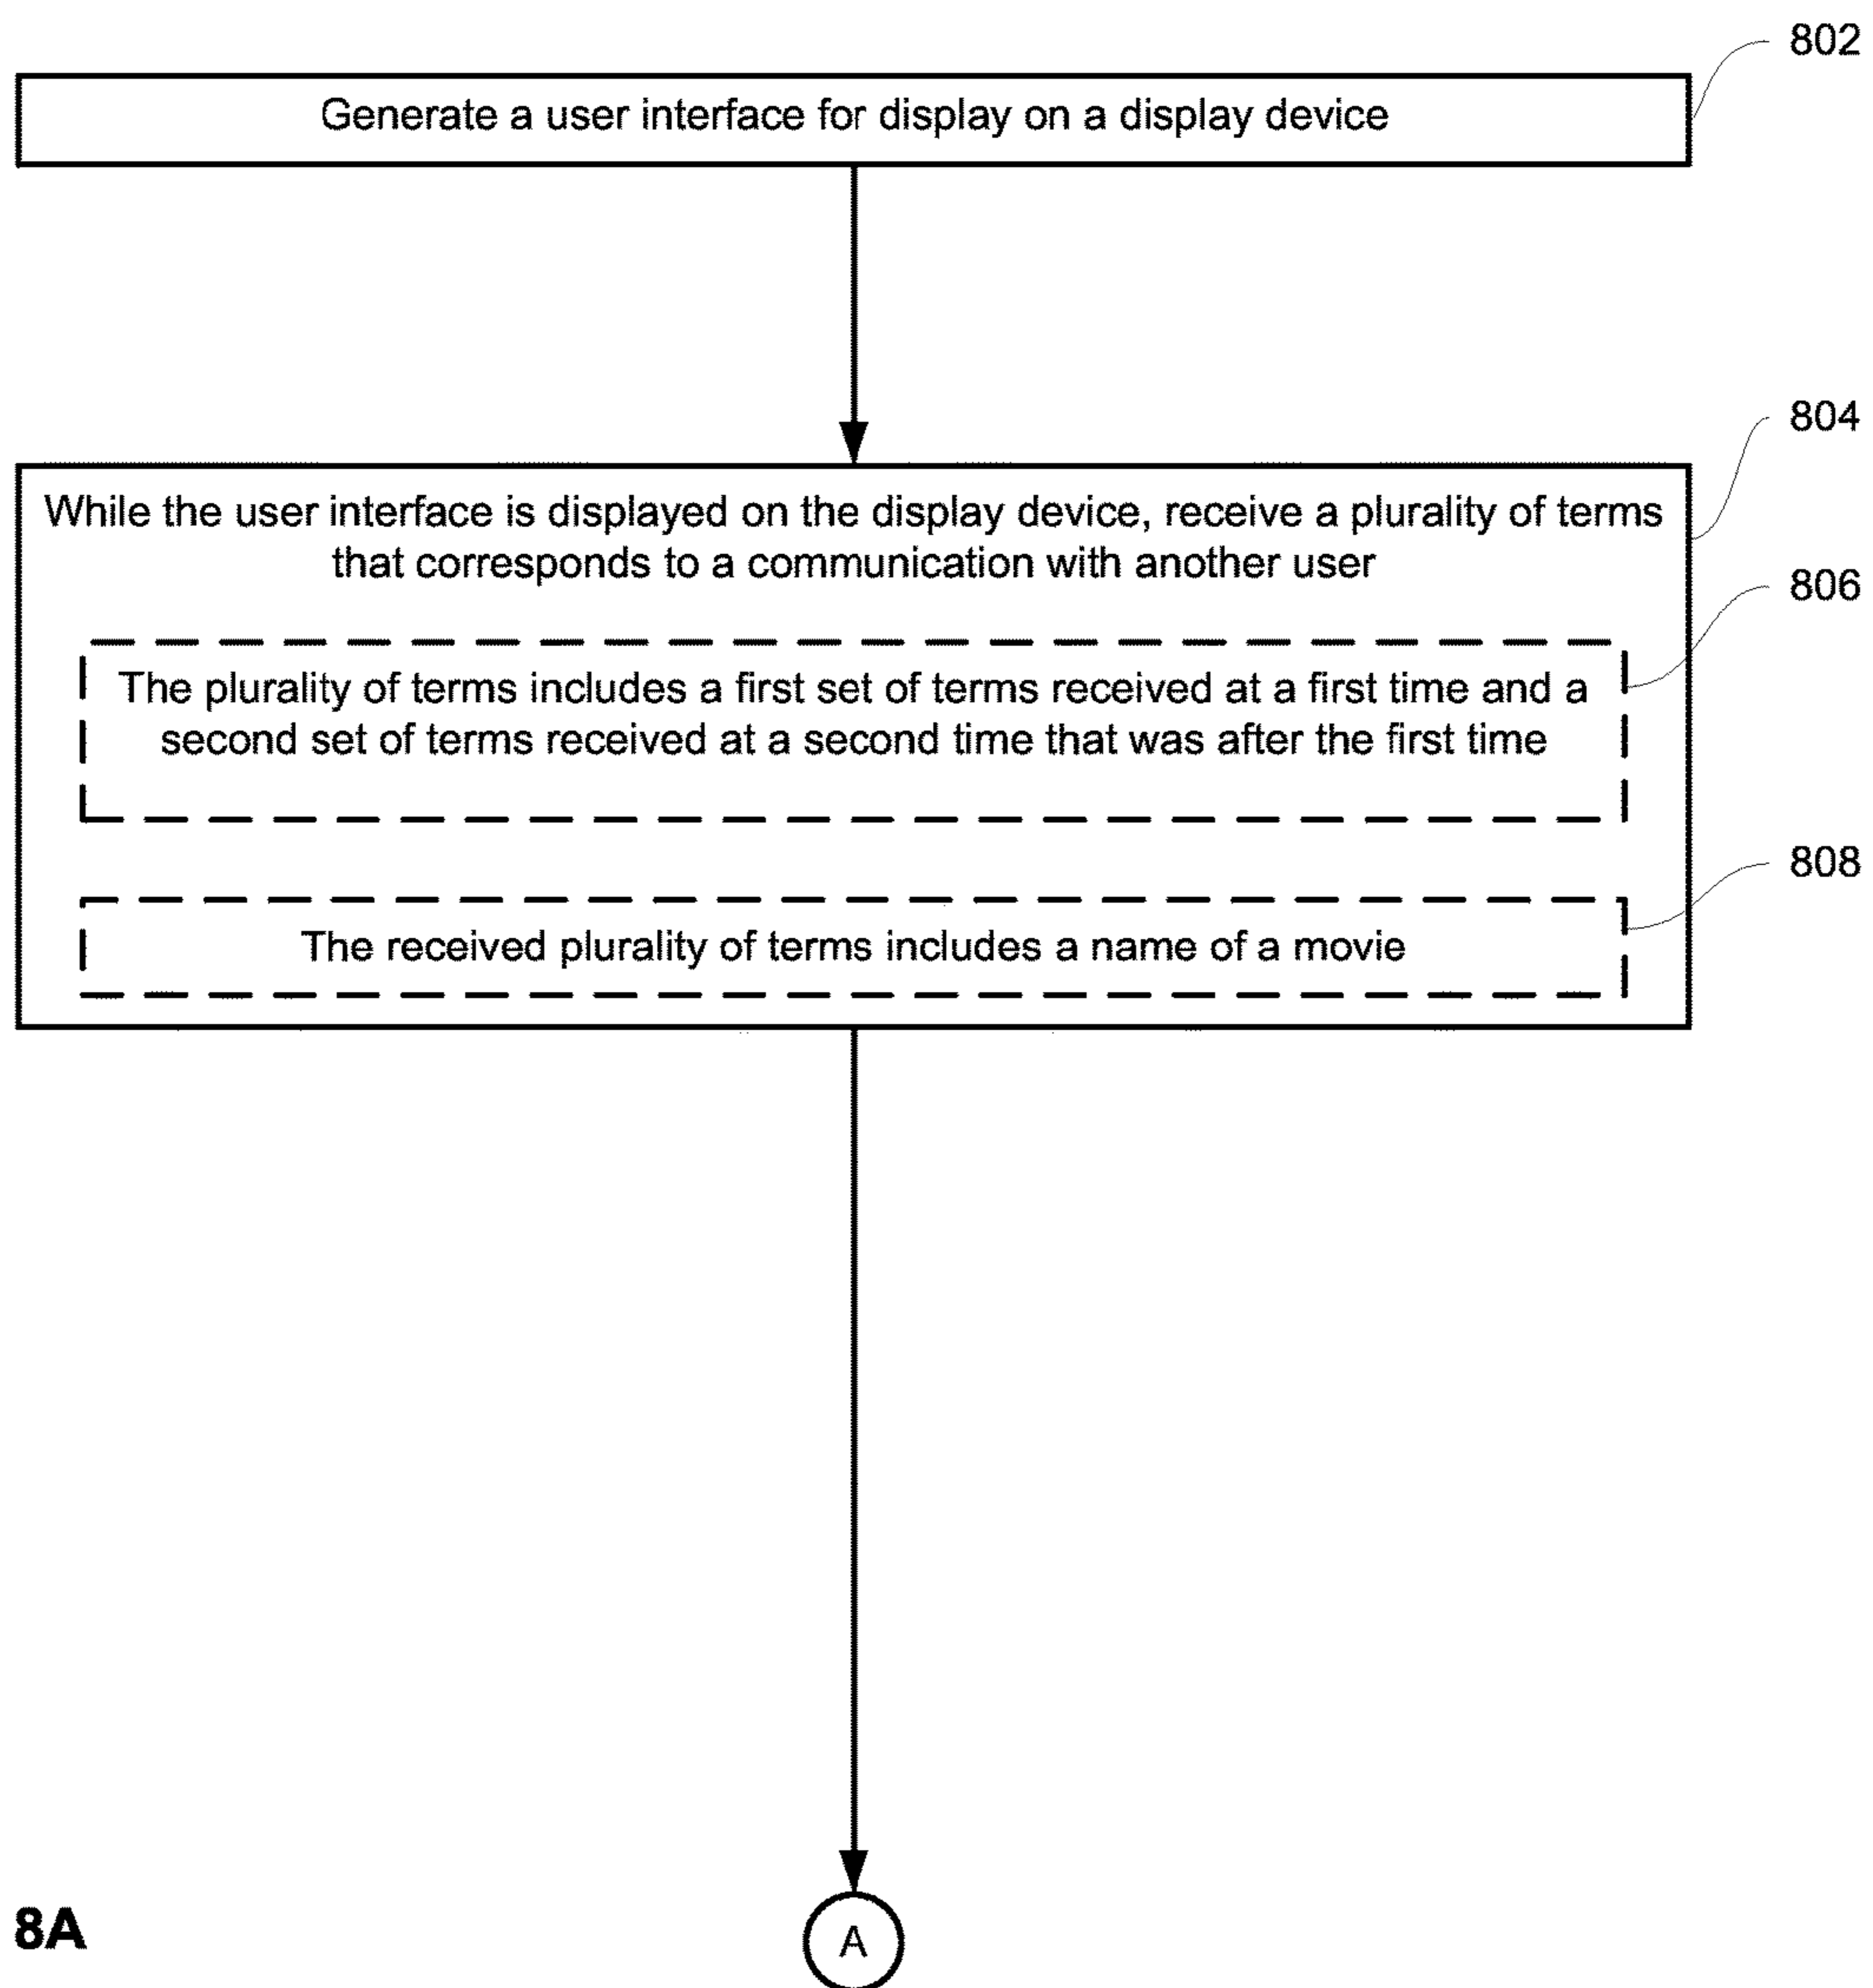 802
Generate a user interface for display on a display device
804
While the user interface is displayed on the display device, receive a plurality of terms
that corresponds to a communication with another user
806
The plurality of terms includes a first set of terms received at a first time and a
second set of terms received at a second time that was after the first time
808
The received plurality of terms includes a name of a movie
8A
A